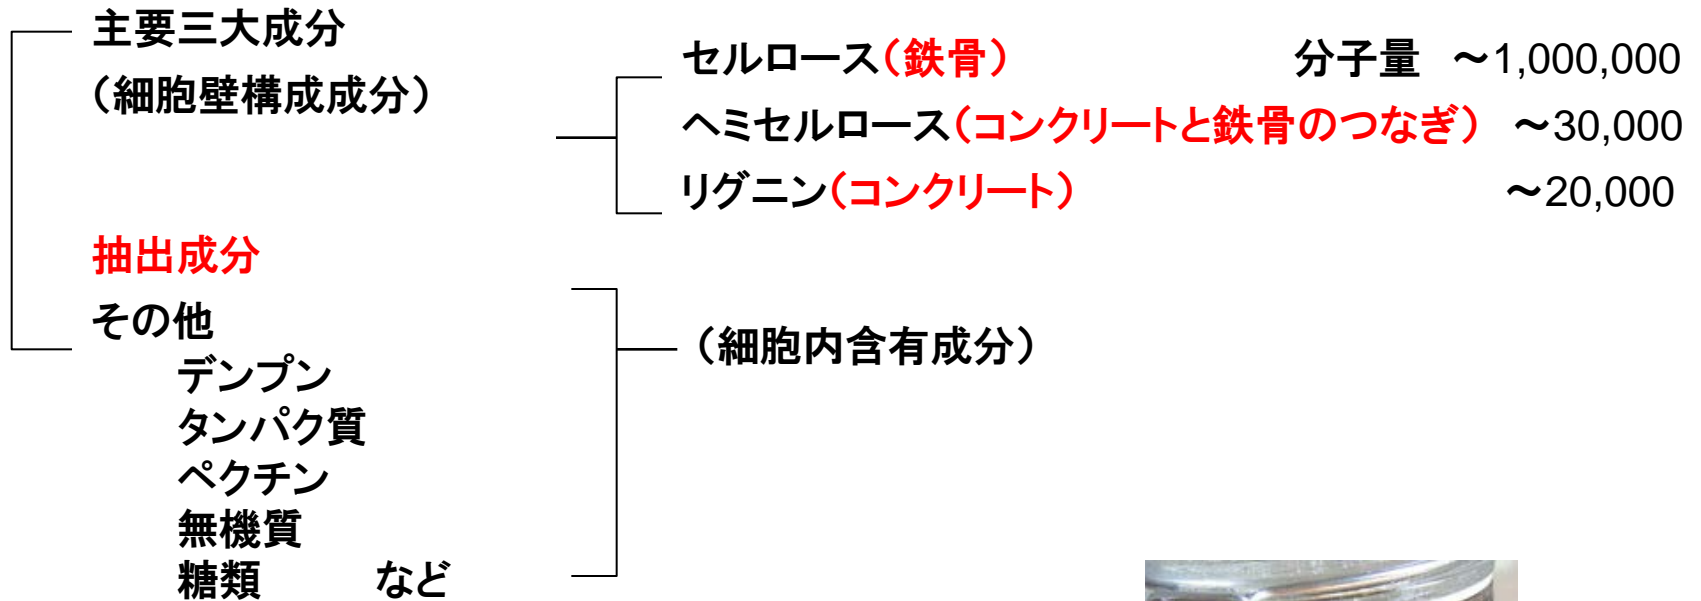 主要三大成分
(細胞壁構成成分)
セルロース(鉄骨) 分子量 ～1,000,000
ヘミセルロース(コンクリートと鉄骨のつなぎ) ～30,000
リグニン(コンクリート) ～20,000
抽出成分
その他
(細胞内含有成分)
デンプン
タンパク質
ペクチン
無機質
糖類 など